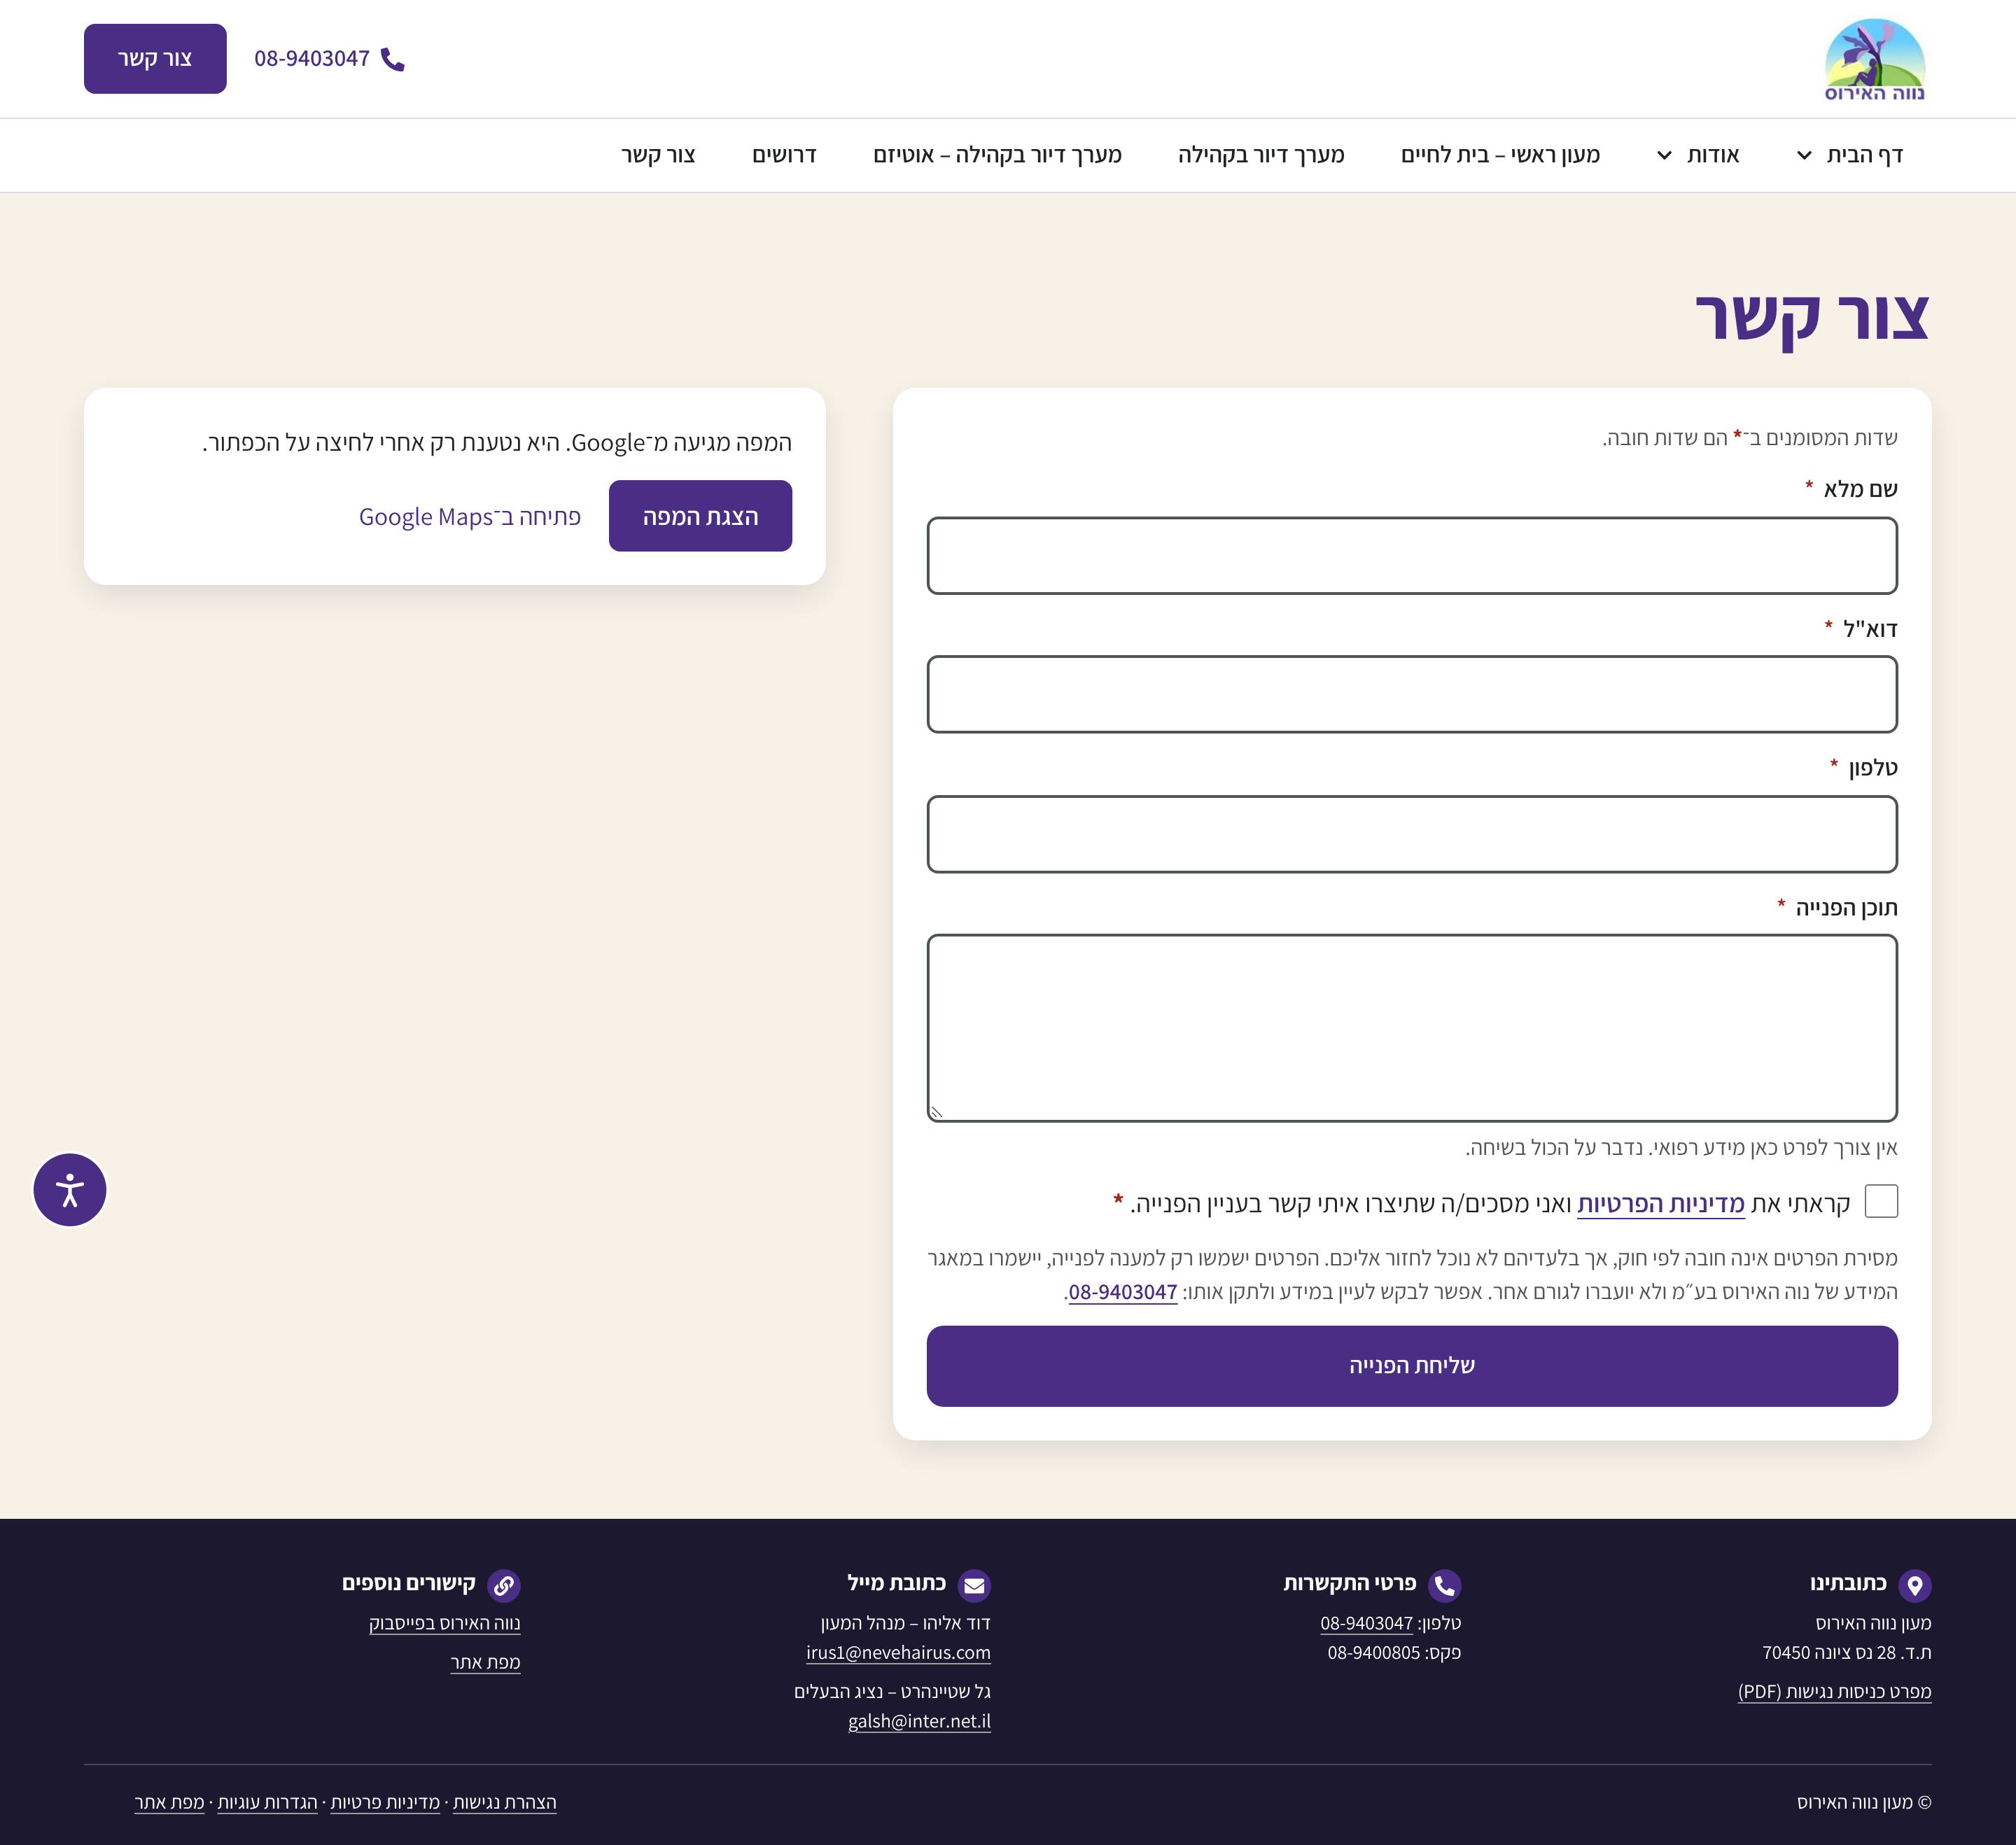 נווה האירוס
08-9403047
צור קשר
דף הבית
אודות
מעון ראשי – בית לחיים
מערך דיור בקהילה
מערך דיור בקהילה – אוטיזם
דרושים
צור קשר
צור קשר
שדות המסומנים ב־* הם שדות חובה.
שם מלא *
דוא"ל *
טלפון *
תוכן הפנייה *
אין צורך לפרט כאן מידע רפואי. נדבר על הכול בשיחה.
קראתי את מדיניות הפרטיות ואני מסכים/ה שתיצרו איתי קשר בעניין הפנייה. *
מסירת הפרטים אינה חובה לפי חוק, אך בלעדיהם לא נוכל לחזור אליכם. הפרטים ישמשו רק למענה לפנייה, יישמרו במאגר
המידע של נוה האירוס בע״מ ולא יועברו לגורם אחר. אפשר לבקש לעיין במידע ולתקן אותו: 08-9403047.
שליחת הפנייה
המפה מגיעה מ־Google. היא נטענת רק אחרי לחיצה על הכפתור.
הצגת המפה
פתיחה ב־Google Maps
כתובתינו
מעון נווה האירוס
ת.ד. 28 נס ציונה 70450
מפרט כניסות נגישות (PDF)
פרטי התקשרות
טלפון: 08-9403047
פקס: 08-9400805
כתובת מייל
דוד אליהו – מנהל המעון
irus1@nevehairus.com
גל שטיינהרט – נציג הבעלים
galsh@inter.net.il
קישורים נוספים
נווה האירוס בפייסבוק
מפת אתר
© מעון נווה האירוס
הצהרת נגישות · מדיניות פרטיות · הגדרות עוגיות · מפת אתר